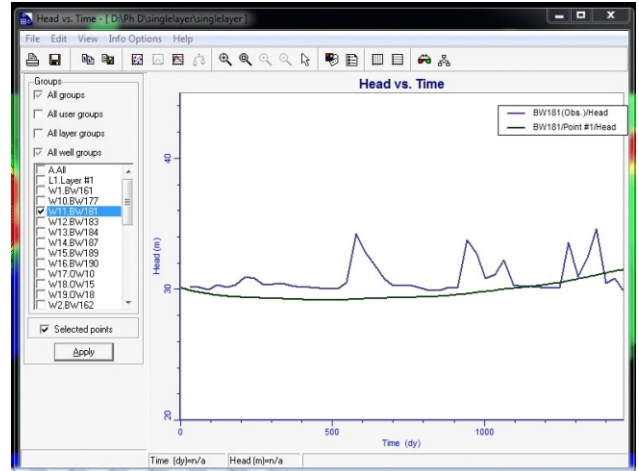 Head vs. Time - [ D:\Ph D\singlelayer\singlelayer ]
File Edit View Info Options Help
Groups
All groups
All user groups
All layer groups
All well groups
A.All
L1.Layer #1
W1.BW161
W10.BW177
W11.BW181
W12.BW183
W13.BW184
W14.BW187
W15.BW189
W16.BW190
W17.OW10
W18.OW15
W19.OW18
W2.BW162
Selected points
Apply
Head vs. Time
BW181(Obs.)/Head
BW181/Point #1/Head
Head (m)
40
30
20
0 500 1000
Time (dy)
Time (dy)=n/a Head (m)=n/a